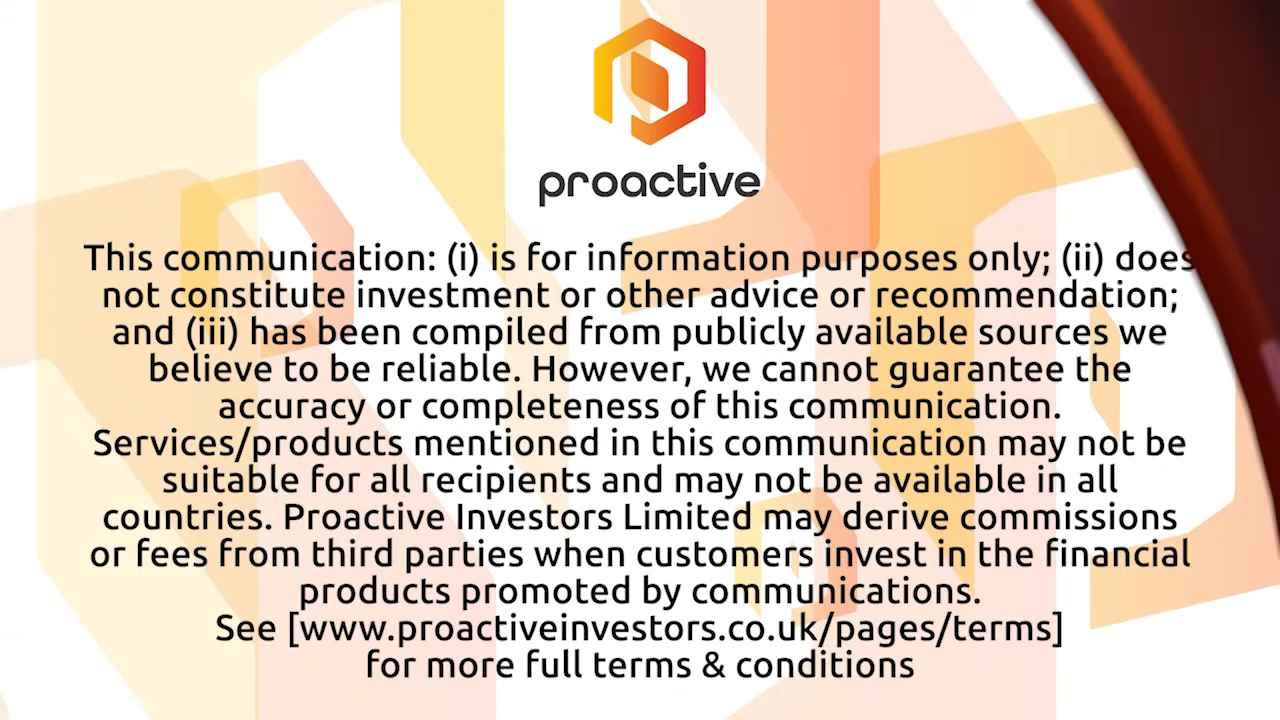 proactive
This communication: (i) is for information purposes only; (ii) does
not constitute investment or other advice or recommendation;
and (iii) has been compiled from publicly available sources we
believe to be reliable. However, we cannot guarantee the
accuracy or completeness of this communication.
Services/products mentioned in this communication may not be
suitable for all recipients and may not be available in all
countries. Proactive Investors Limited may derive commissions
or fees from third parties when customers invest in the financial
products promoted by communications.
See [www.proactiveinvestors.co.uk/pages/terms]
for more full terms & conditions